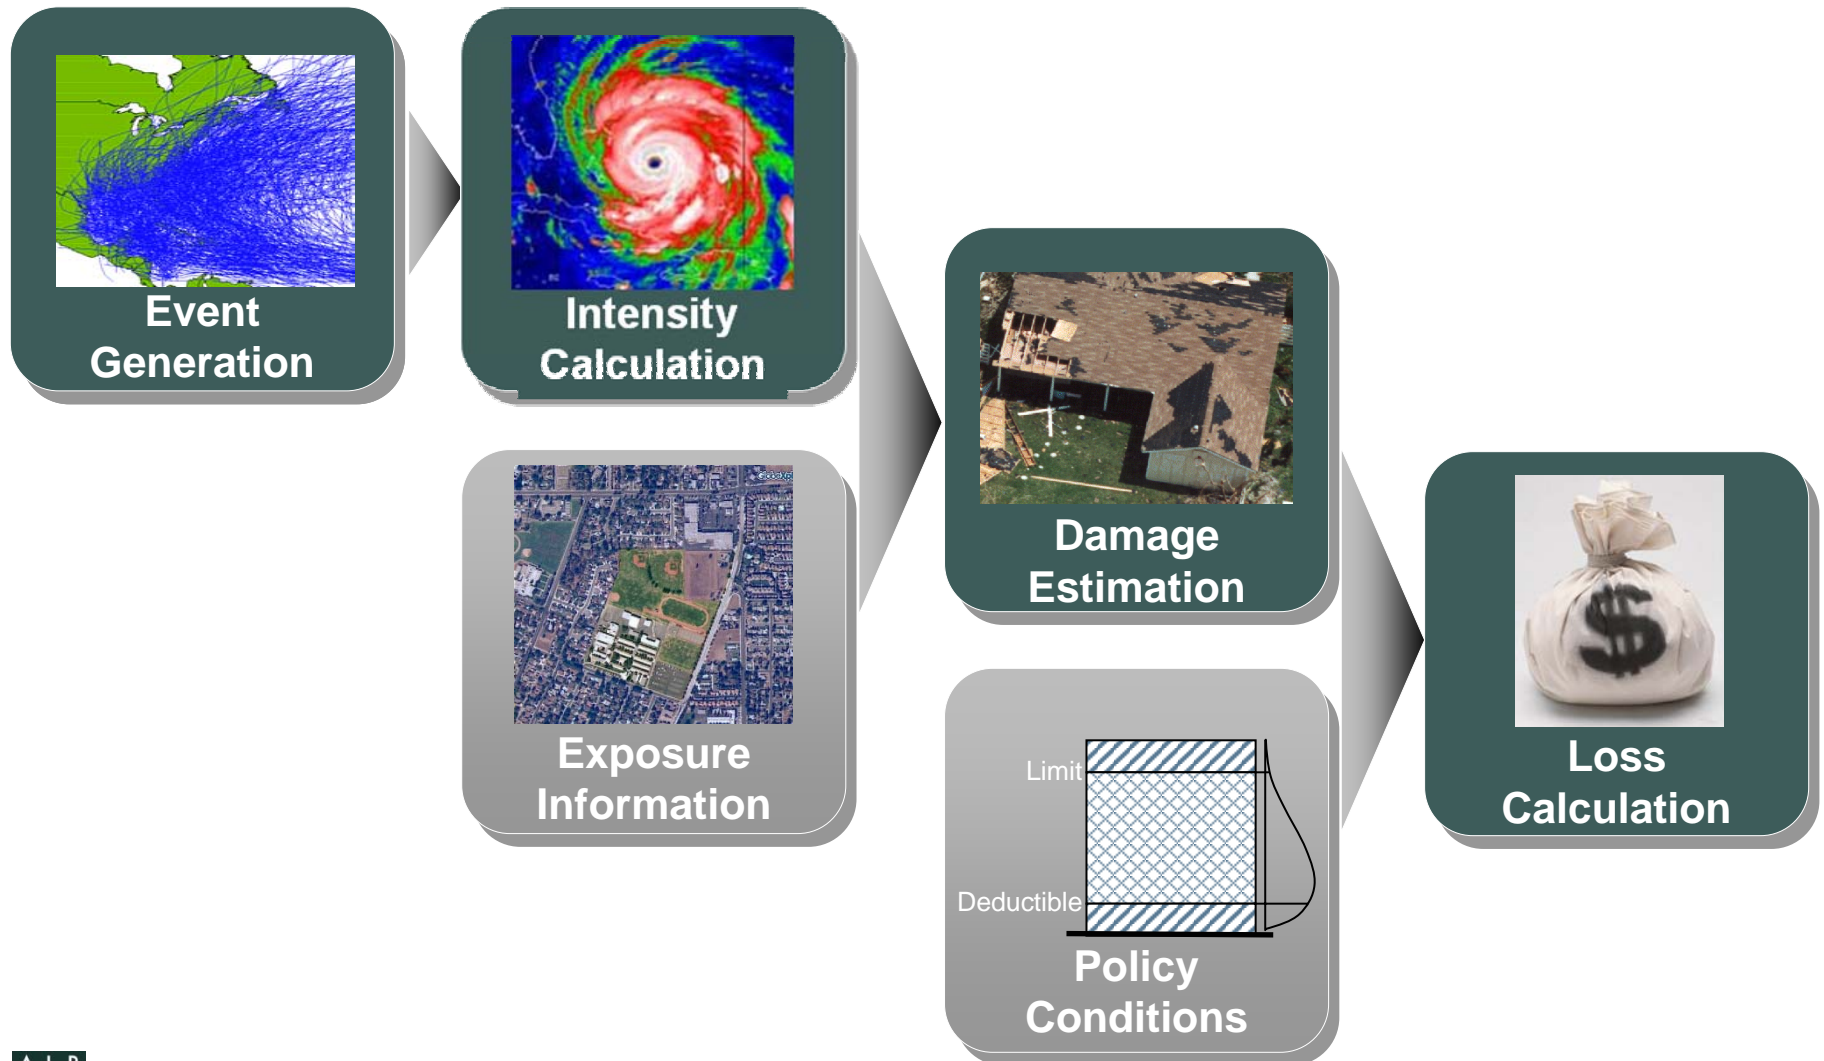 Event
Generation
Intensity
Calculation
Exposure
Information
Damage
Estimation
Limit
Deductible
Policy
Conditions
$
Loss
Calculation